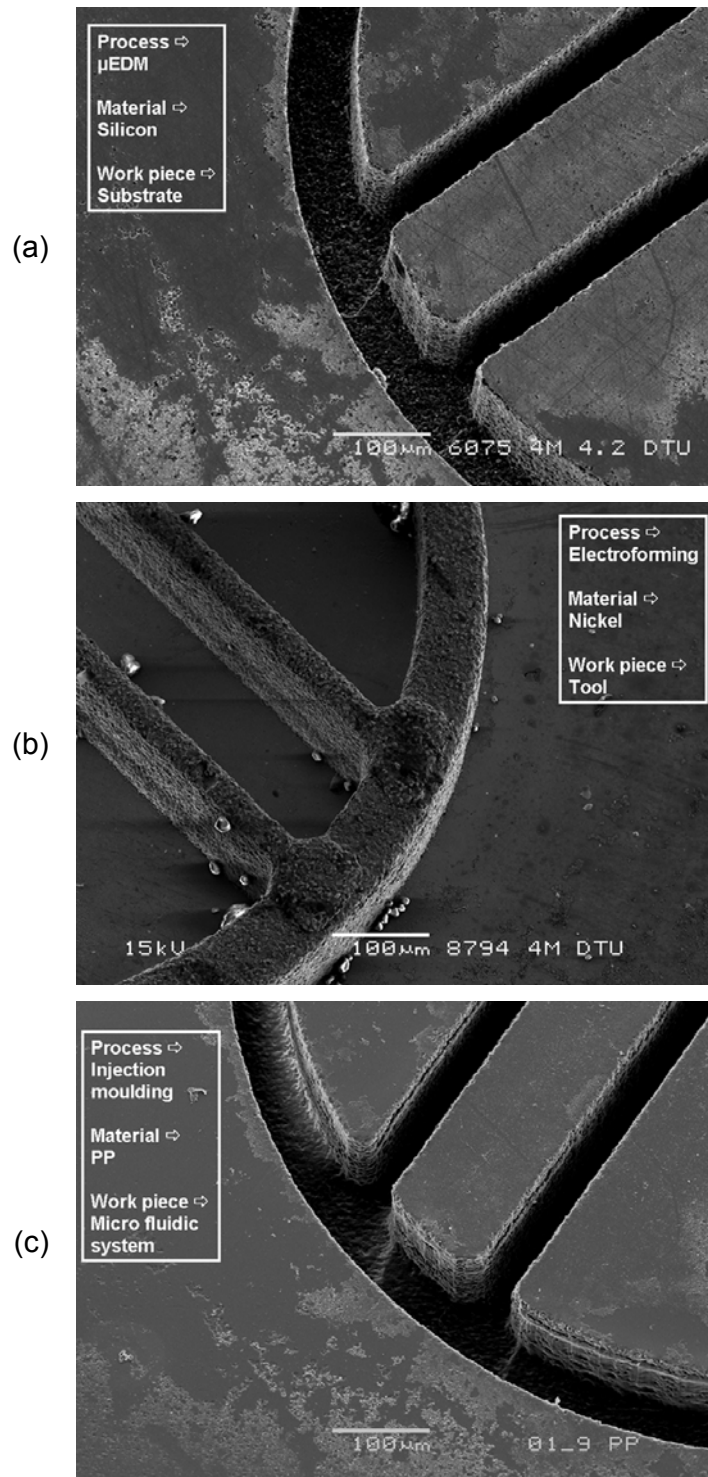 (a)
Process ⇨
µEDM
Material ⇨
Silicon
Work piece ⇨
Substrate
100µm 6075 4M 4.2 DTU
(b)
Process ⇨
Electroforming
Material ⇨
Nickel
Work piece ⇨
Tool
15kV 100µm 8794 4M DTU
(c)
Process ⇨
Injection
moulding
Material ⇨
PP
Work piece ⇨
Micro fluidic
system
100µm 01_9 PP